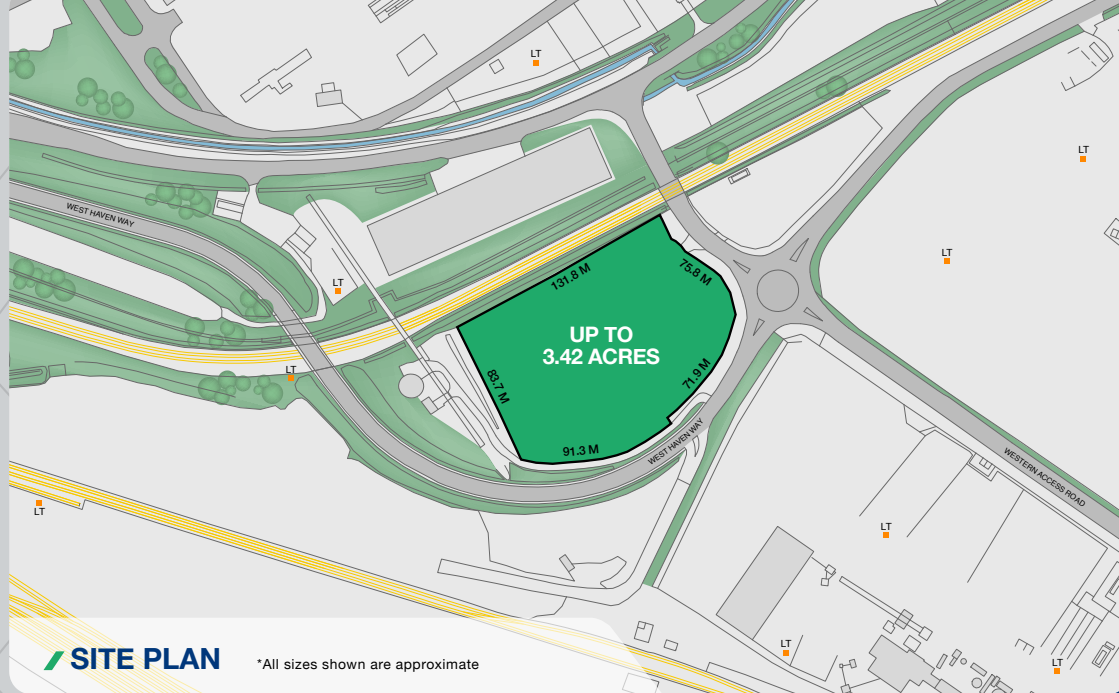 LT
LT
WEST HAVEN WAY
LT
LT
131.8 M
75.8 M
UP TO
3.42 ACRES
LT
83.7 M
71.9 M
91.3 M
WEST HAVEN WAY
WESTERN ACCESS ROAD
LT
LT
LT
LT
SITE PLAN
*All sizes shown are approximate